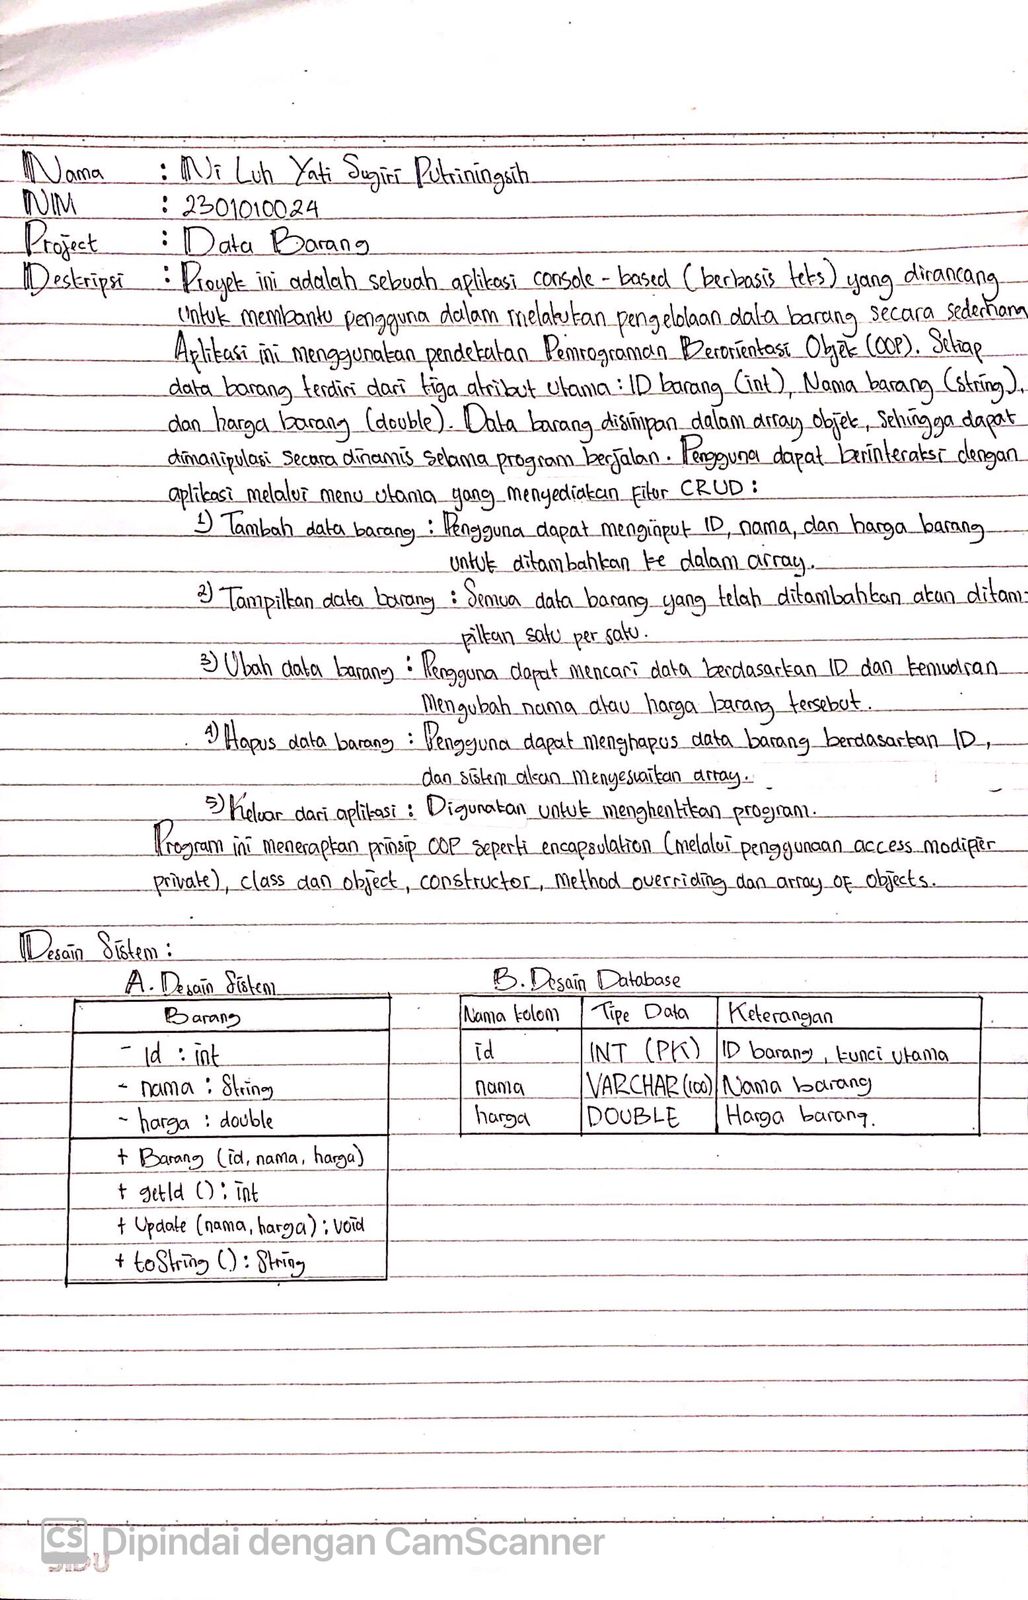 Nama : Ni Luh Yati Sugiri Putriningsih
NIM : 2301010024
Project : Data Barang
Deskripsi : Proyek ini adalah sebuah aplikasi console-based (berbasis teks) yang dirancang
untuk membantu pengguna dalam melakukan pengelolaan data barang secara sederhana
Aplikasi ini menggunakan pendekatan Pemrograman Berorientasi Objek (OOP). Setiap
data barang terdiri dari tiga atribut utama : ID barang (int), Nama barang (string),
dan harga barang (double). Data barang disimpan dalam array objek, sehingga dapat
dimanipulasi secara dinamis selama program berjalan. Pengguna dapat berinteraksi dengan
aplikasi melalui menu utama yang menyediakan fitur CRUD :
1) Tambah data barang : Pengguna dapat menginput ID, nama, dan harga barang
untuk ditambahkan ke dalam array.
2) Tampilkan data barang : Semua data barang yang telah ditambahkan akan ditam-
pilkan satu per satu.
3) Ubah data barang : Pengguna dapat mencari data berdasarkan ID dan kemudian
mengubah nama atau harga barang tersebut.
4) Hapus data barang : Pengguna dapat menghapus data barang berdasarkan ID,
dan sistem akan menyesuaikan array.
5) Keluar dari aplikasi : Digunakan untuk menghentikan program.
Program ini menerapkan prinsip OOP seperti encapsulation (melalui penggunaan access modifier
private), class dan object, constructor, method overriding dan array of objects.
Desain Sistem :
A. Desain Sistem
Barang
- id : int
- nama : String
- harga : double
+ Barang (id, nama, harga)
+ getId () : int
+ Update (nama, harga) : void
+ toString () : String
B. Desain Database
Nama kolom Tipe Data Keterangan
id INT (PK) ID barang, kunci utama
nama VARCHAR (100) Nama barang
harga DOUBLE Harga barang.
CS Dipindai dengan CamScanner
SIDU